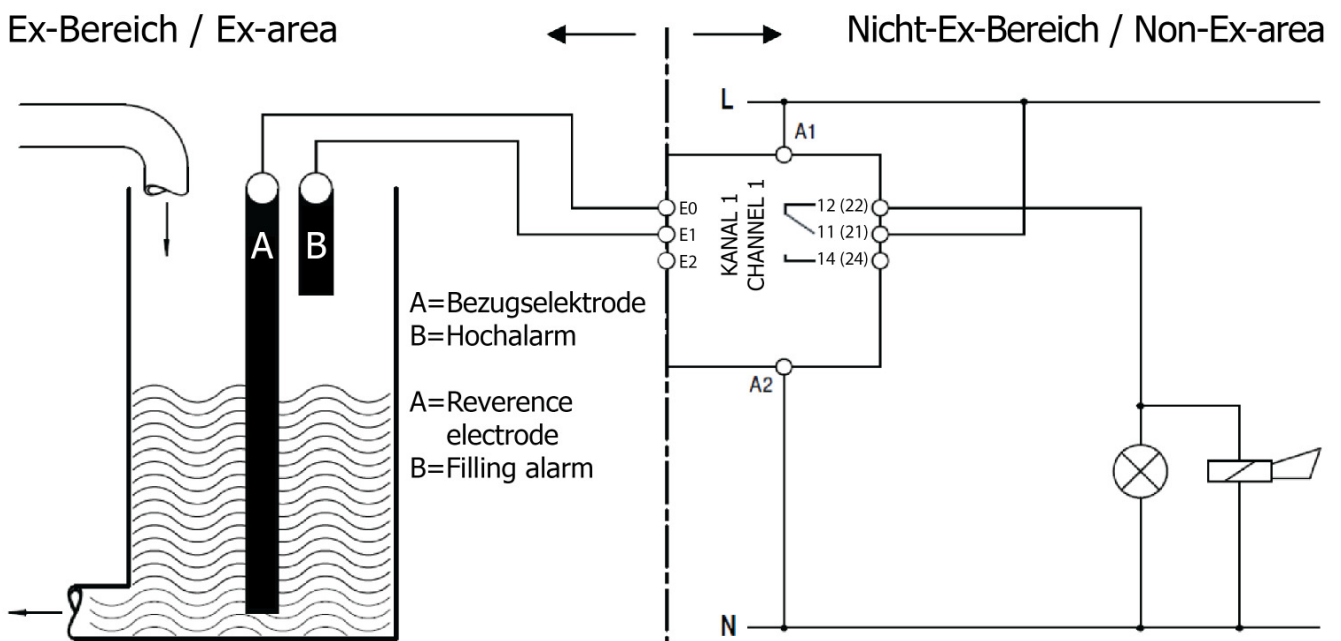 Ex-Bereich / Ex-area
Nicht-Ex-Bereich / Non-Ex-area
L
A1
A
B
E0
E1
E2
KANAL 1
CHANNEL 1
12 (22)
11 (21)
14 (24)
A=Bezugselektrode
B=Hochalarm
A2
A=Reverence
electrode
B=Filling alarm
N